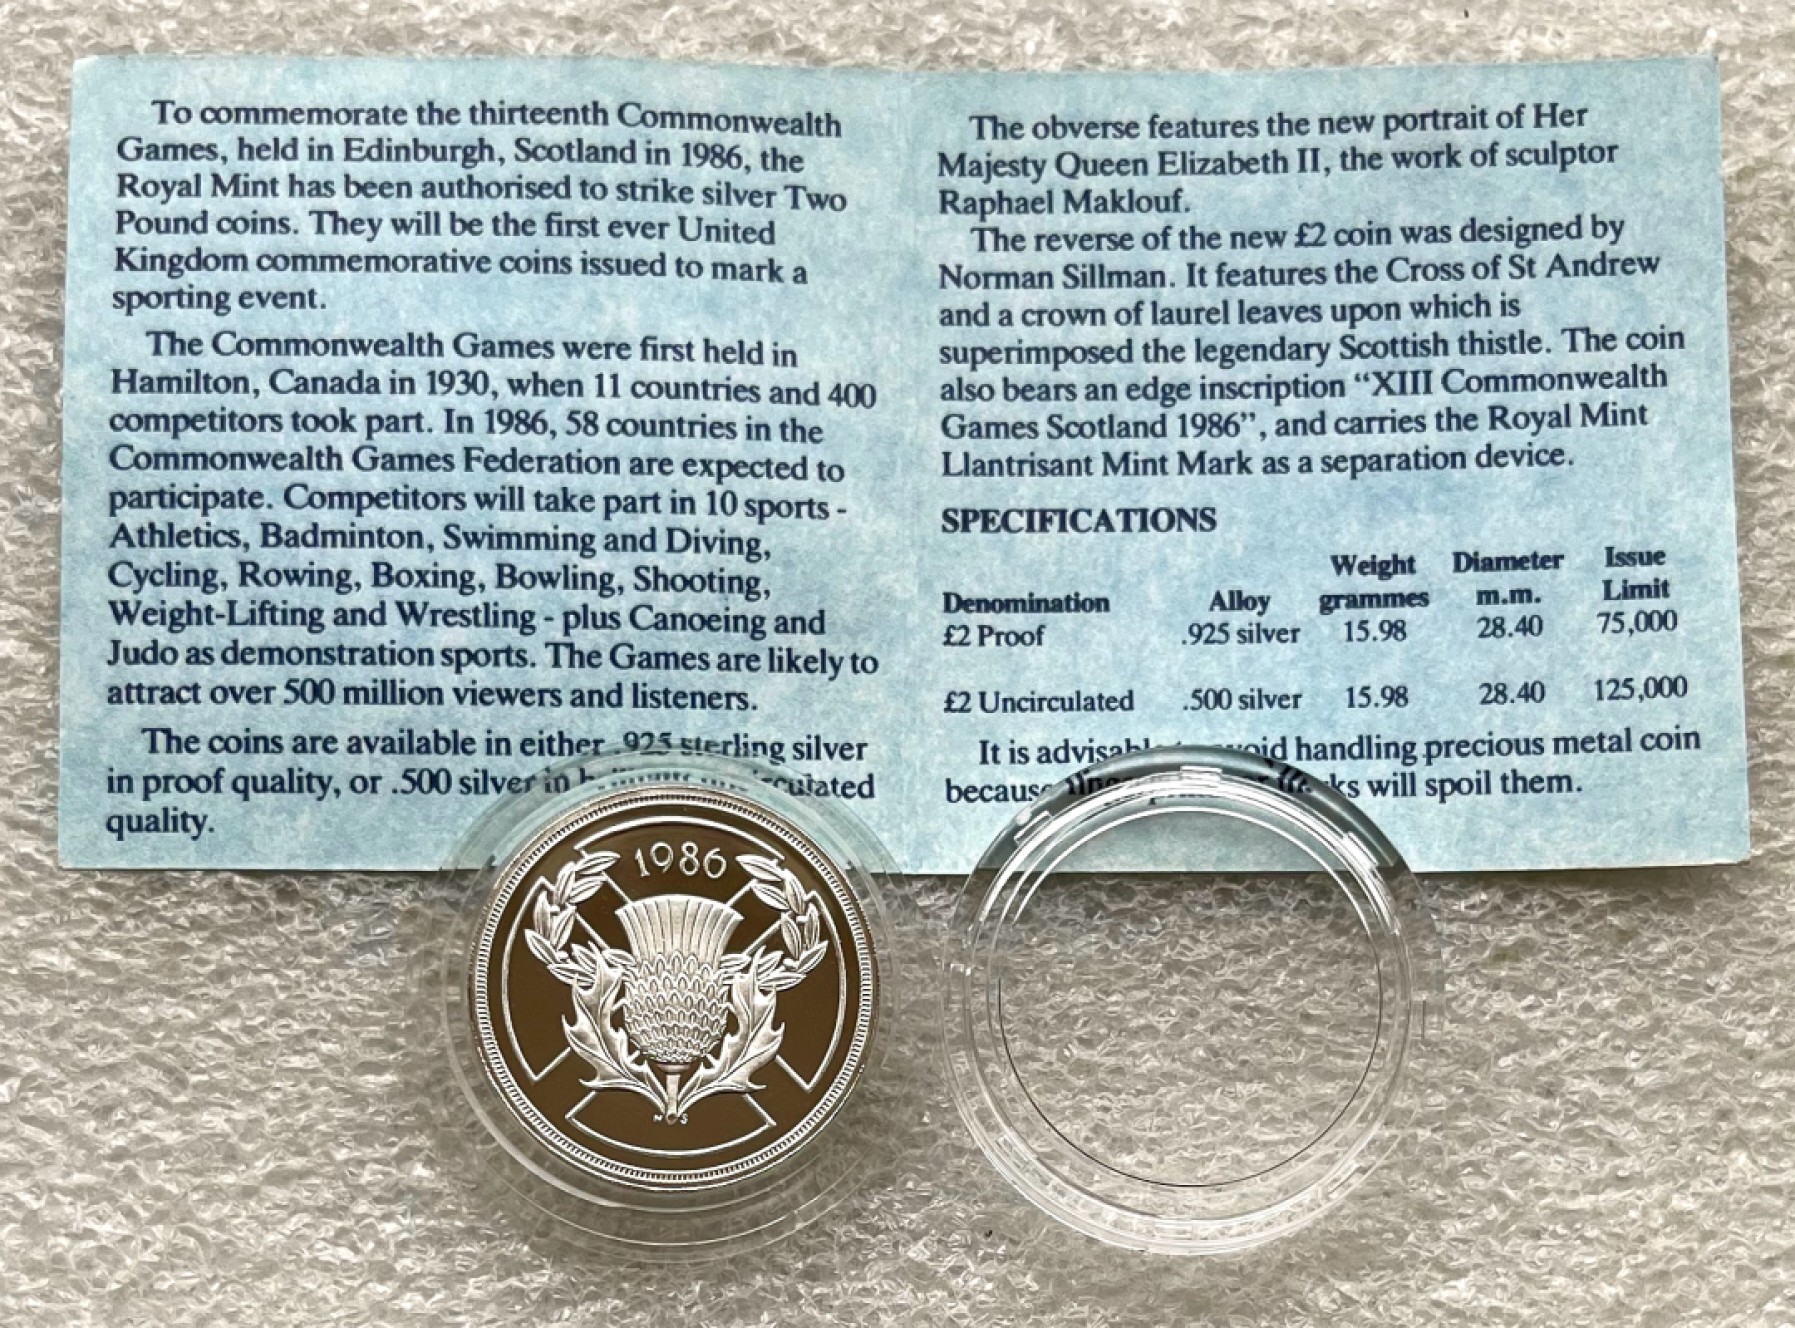 To commemorate the thirteenth Commonwealth
Games, held in Edinburgh, Scotland in 1986, the
Royal Mint has been authorised to strike silver Two
Pound coins. They will be the first ever United
Kingdom commemorative coins issued to mark a
sporting event.
The Commonwealth Games were first held in
Hamilton, Canada in 1930, when 11 countries and 400
competitors took part. In 1986, 58 countries in the
Commonwealth Games Federation are expected to
participate. Competitors will take part in 10 sports -
Athletics, Badminton, Swimming and Diving,
Cycling, Rowing, Boxing, Bowling, Shooting,
Weight-Lifting and Wrestling - plus Canoeing and
Judo as demonstration sports. The Games are likely to
attract over 500 million viewers and listeners.
The coins are available in either .925 sterling silver
in proof quality, or .500 silver in
quality.
The obverse features the new portrait of Her
Majesty Queen Elizabeth II, the work of sculptor
Raphael Maklouf.
The reverse of the new £2 coin was designed by
Norman Sillman. It features the Cross of St Andrew
and a crown of laurel leaves upon which is
superimposed the legendary Scottish thistle. The coin
also bears an edge inscription “XIII Commonwealth
Games Scotland 1986”, and carries the Royal Mint
Llantrisant Mint Mark as a separation device.
SPECIFICATIONS
Weight Diameter Issue
Denomination Alloy grammes m.m. Limit
£2 Proof .925 silver 15.98 28.40 75,000
£2 Uncirculated .500 silver 15.98 28.40 125,000
It is handling precious metal coin
will spoil them.
1986
N S